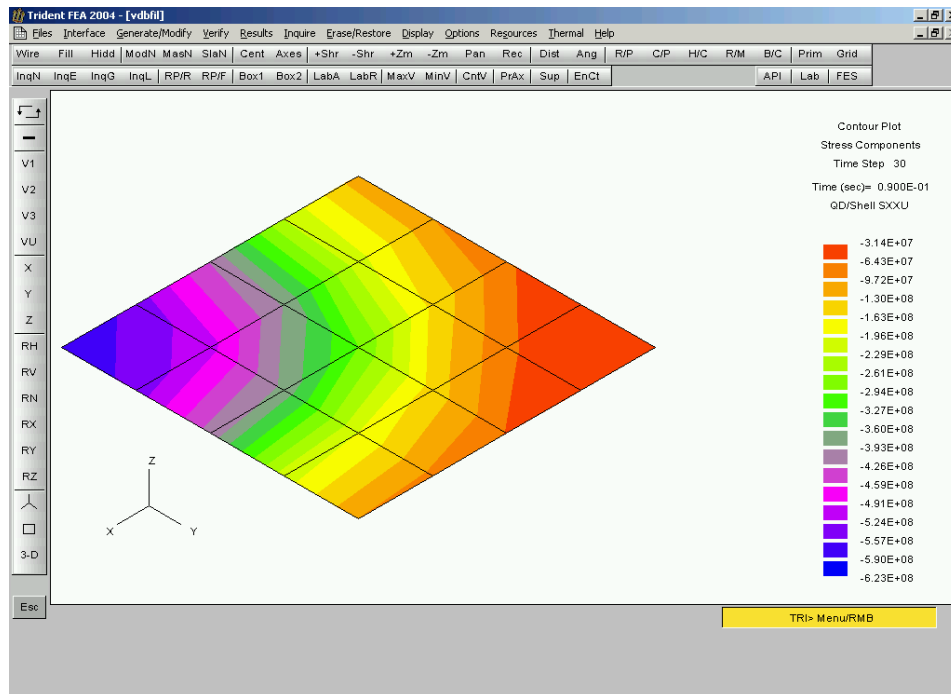 Trident FEA 2004 - [vdbfil]
Files Interface Generate/Modify Verify Results Inquire Erase/Restore Display Options Resources Thermal Help
Wire Fill Hidd ModN MasN SlaN Cent Axes +Shr -Shr +Zm -Zm Pan Rec Dist Ang R/P C/P H/C R/M B/C Prim Grid
InqN InqE InqG InqL RP/R RP/F Box1 Box2 LabA LabR MaxV MinV CntV PrAx Sup EnCt API Lab FES
V1
V2
V3
VU
X
Y
Z
RH
RV
RN
RX
RY
RZ
3-D
Esc
Z
X
Y
Contour Plot
Stress Components
Time Step 30
Time (sec)= 0.900E-01
QD/Shell SXXU
-3.14E+07
-6.43E+07
-9.72E+07
-1.30E+08
-1.63E+08
-1.96E+08
-2.29E+08
-2.61E+08
-2.94E+08
-3.27E+08
-3.60E+08
-3.93E+08
-4.26E+08
-4.59E+08
-4.91E+08
-5.24E+08
-5.57E+08
-5.90E+08
-6.23E+08
TRI> Menu/RMB